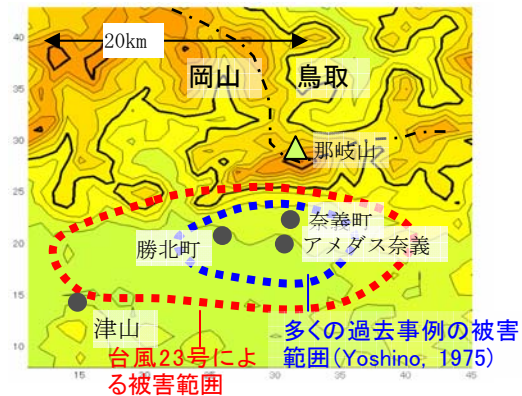 40
35
30
25
20
15
10
20km
岡山
鳥取
那岐山
奈義町
アメダス奈義
勝北町
津山
台風23号によ
る被害範囲
多くの過去事例の被害
範囲(Yoshino, 1975)
15
20
25
30
35
40
45